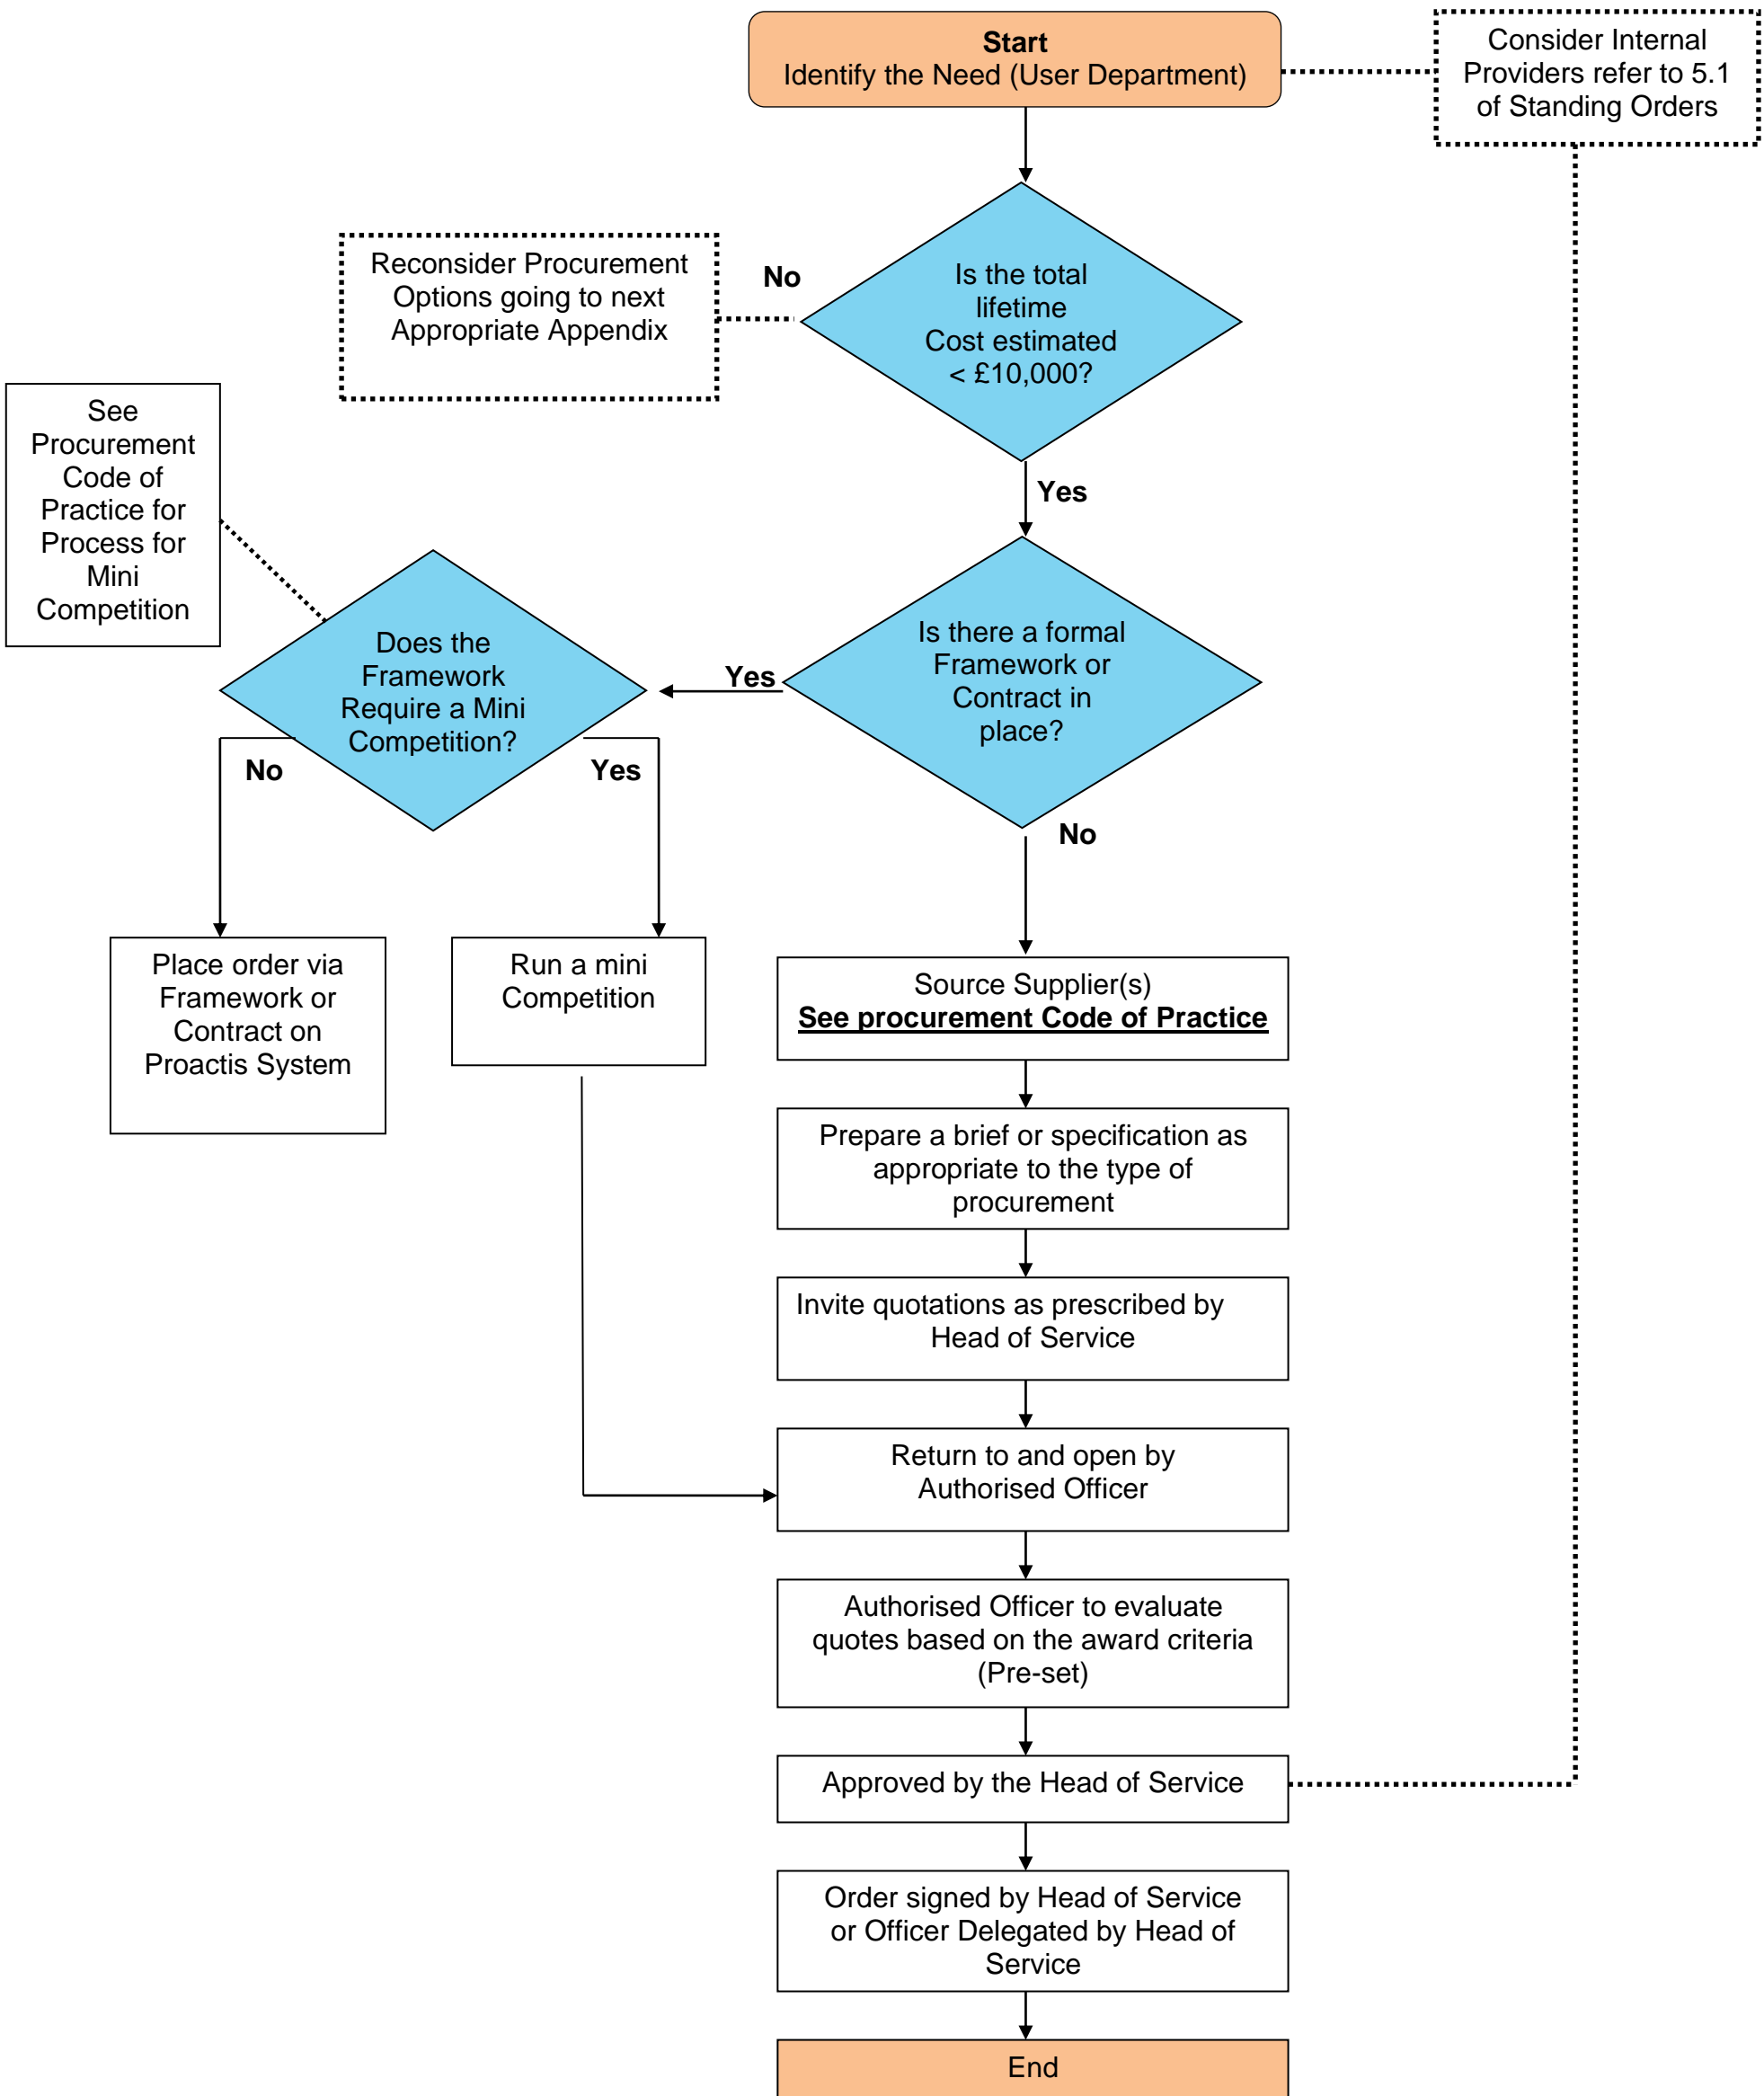 Start
Identify the Need (User Department)
Consider Internal
Providers refer to 5.1
of Standing Orders
Reconsider Procurement
Options going to next
Appropriate Appendix
No
Is the total
lifetime
Cost estimated
< £10,000?
Yes
See
Procurement
Code of
Practice for
Process for
Mini
Competition
Does the
Framework
Require a Mini
Competition?
Yes
Is there a formal
Framework or
Contract in
place?
No
Yes
No
Place order via
Framework or
Contract on
Proactis System
Run a mini
Competition
Source Supplier(s)
See procurement Code of Practice
Prepare a brief or specification as
appropriate to the type of
procurement
Invite quotations as prescribed by
Head of Service
Return to and open by
Authorised Officer
Authorised Officer to evaluate
quotes based on the award criteria
(Pre-set)
Approved by the Head of Service
Order signed by Head of Service
or Officer Delegated by Head of
Service
End